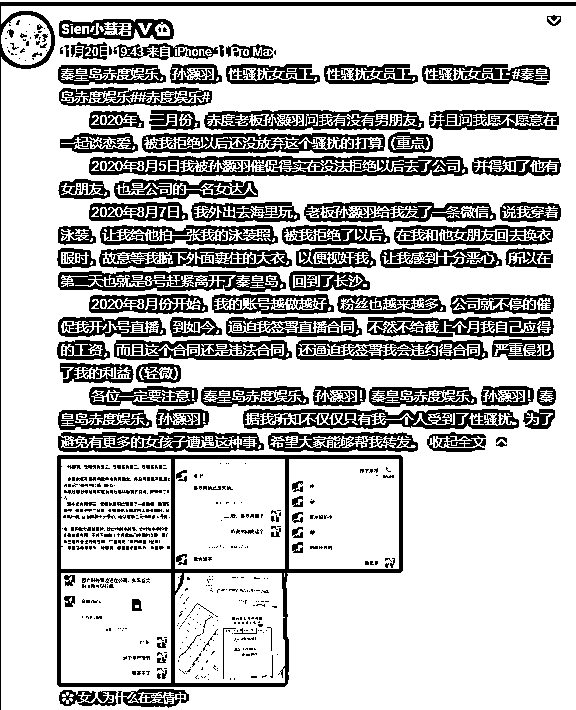 Sien小慧君
11月20日 19:43 来自 iPhone 11 Pro Max
秦皇岛赤度娱乐,孙灏羽,性骚扰女员工,性骚扰女员工,性骚扰女员工 #秦皇
岛赤度娱乐##赤度娱乐#
2020年,三月份,赤度老板孙灏羽问我有没有男朋友,并且问我愿不愿意在
一起谈恋爱,被我拒绝以后还没放弃这个骚扰的打算(重点)
2020年8月5日我被孙灏羽催促得实在没法拒绝以后去了公司,并得知了他有
女朋友,也是公司的一名女达人
2020年8月7日,我外出去海里玩,老板孙灏羽给我发了一条微信,说我穿着
泳装,让我给他拍一张我的泳装照,被我拒绝了以后,在我和他女朋友回去换衣
服时,故意等我脱下外面裹住的大衣,以便视奸我,让我感到十分恶心,所以在
第二天也就是8号赶紧离开了秦皇岛,回到了长沙。
2020年8月份开始,我的账号越做越好,粉丝也越来越多,公司就不停的催
促我开小号直播,到如今,逼迫我签署直播合同,不然不给截上个月我自己应得
的工资,而且这个合同还是违法合同,还逼迫我签署我会违约得合同,严重侵犯
了我的利益(轻微)
各位一定要注意!秦皇岛赤度娱乐,孙灏羽!秦皇岛赤度娱乐,孙灏羽!秦
皇岛赤度娱乐,孙灏羽! 据我所知不仅仅只有我一个人受到了性骚扰。为了
避免有更多的女孩子遭遇这种事,希望大家能够帮我转发。 收起全文
女人为什么在爱情中